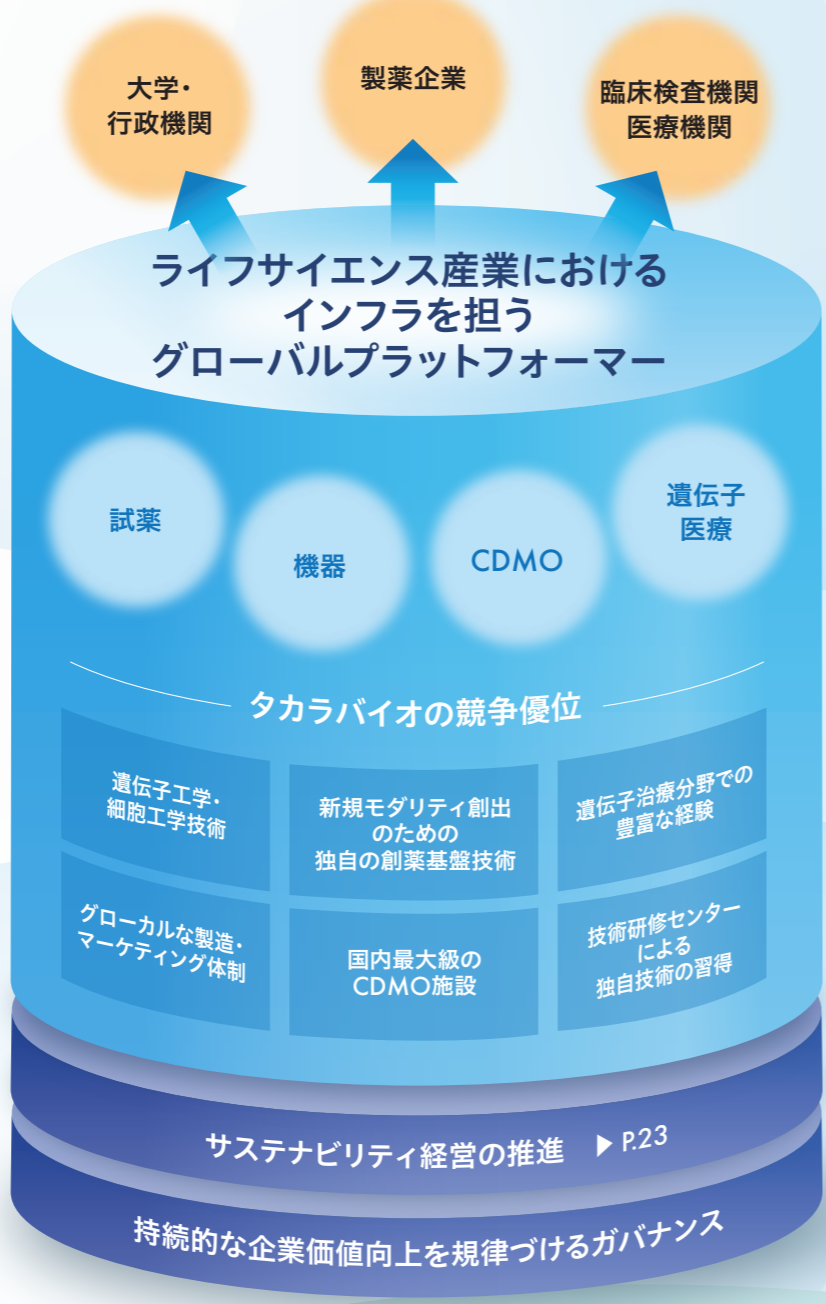 大学・
行政機関
製薬企業
臨床検査機関
医療機関
ライフサイエンス産業における
インフラを担う
グローバルプラットフォーマー
試薬
機器
CDMO
遺伝子
医療
タカラバイオの競争優位
遺伝子工学・
細胞工学技術
新規モダリティ創出
のための
独自の創薬基盤技術
遺伝子治療分野での
豊富な経験
グローカルな製造・
マーケティング体制
国内最大級の
CDMO施設
技術研修センター
による
独自技術の習得
サステナビリティ経営の推進 ▶ P.23
持続的な企業価値向上を規律づけるガバナンス